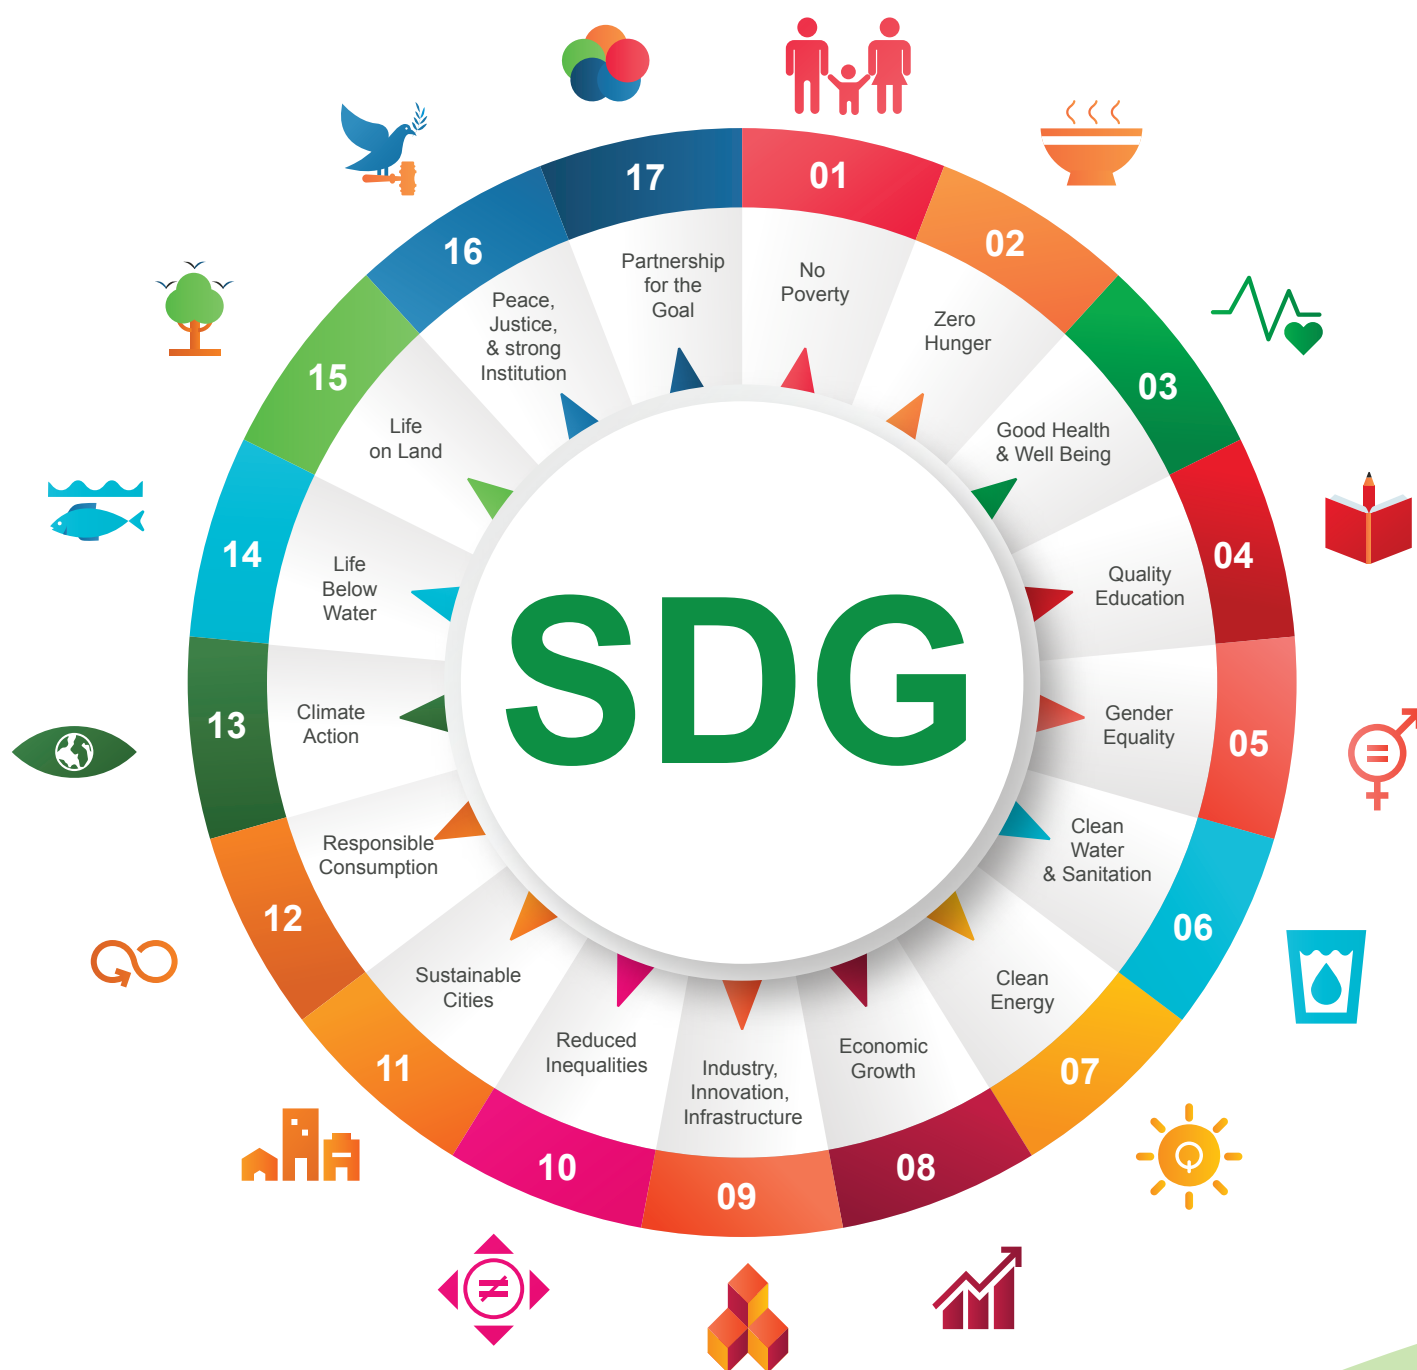 01
No
Poverty
02
Zero
Hunger
03
Good Health
& Well Being
04
Quality
Education
05
Gender
Equality
06
Clean
Water
& Sanitation
07
Clean
Energy
08
Economic
Growth
09
Industry,
Innovation,
Infrastructure
10
Reduced
Inequalities
11
Sustainable
Cities
12
Responsible
Consumption
13
Climate
Action
14
Life
Below
Water
15
Life
on Land
16
Peace,
Justice,
& strong
Institution
17
Partnership
for the
Goal
SDG